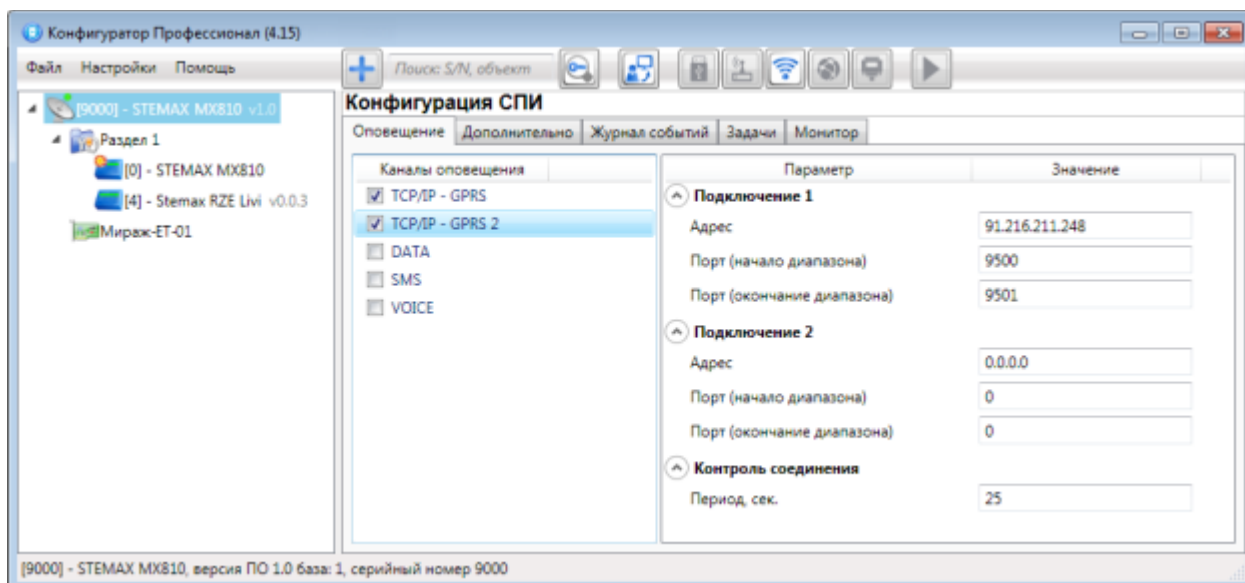 Конфигуратор Профессионал (4.15)
Файл Настройки Помощь
Поиск: S/N, объект
[9000] - STEMAX MX810 v1.0
Раздел 1
[0] - STEMAX MX810
[4] - Stemax RZE Livi v0.0.3
Мираж-ET-01
Конфигурация СПИ
Оповещение Дополнительно Журнал событий Задачи Монитор
Каналы оповещения
TCP/IP - GPRS
TCP/IP - GPRS 2
DATA
SMS
VOICE
Параметр Значение
Подключение 1
Адрес 91.216.211.248
Порт (начало диапазона) 9500
Порт (окончание диапазона) 9501
Подключение 2
Адрес 0.0.0.0
Порт (начало диапазона) 0
Порт (окончание диапазона) 0
Контроль соединения
Период, сек. 25
[9000] - STEMAX MX810, версия ПО 1.0 база: 1, серийный номер 9000